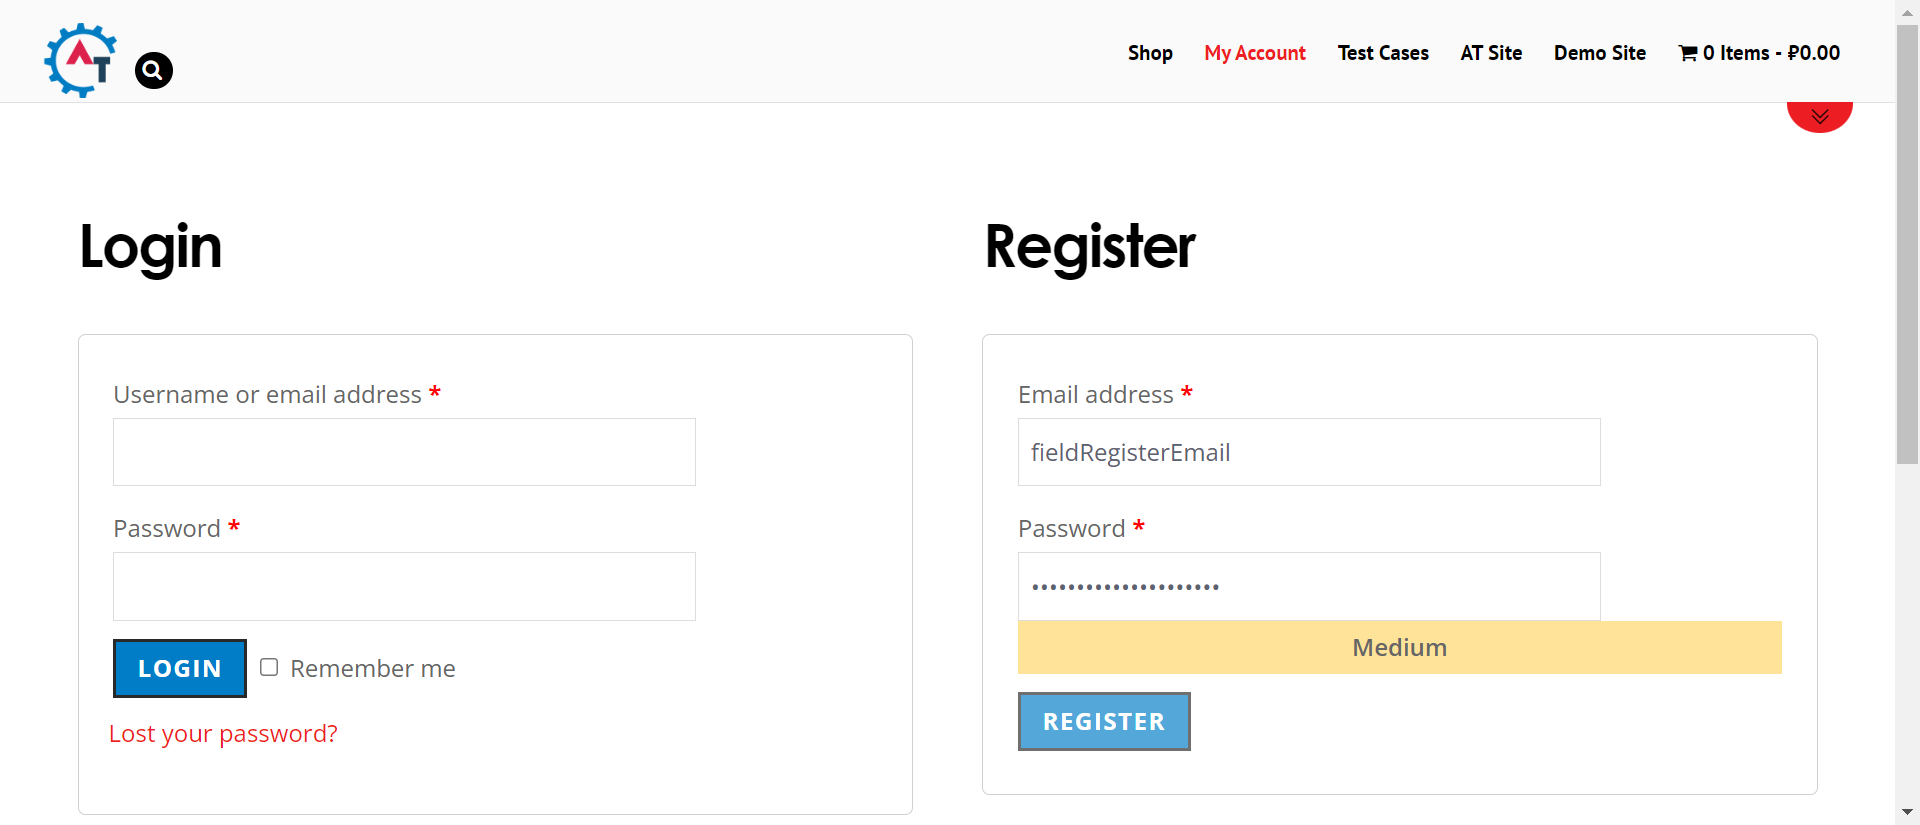 AT
Shop My Account Test Cases AT Site Demo Site 0 Items - ₽0.00
Login
Username or email address *
Password *
LOGIN Remember me
Lost your password?
Register
Email address *
fieldRegisterEmail
Password *
•••••••••••••••••••••
Medium
REGISTER